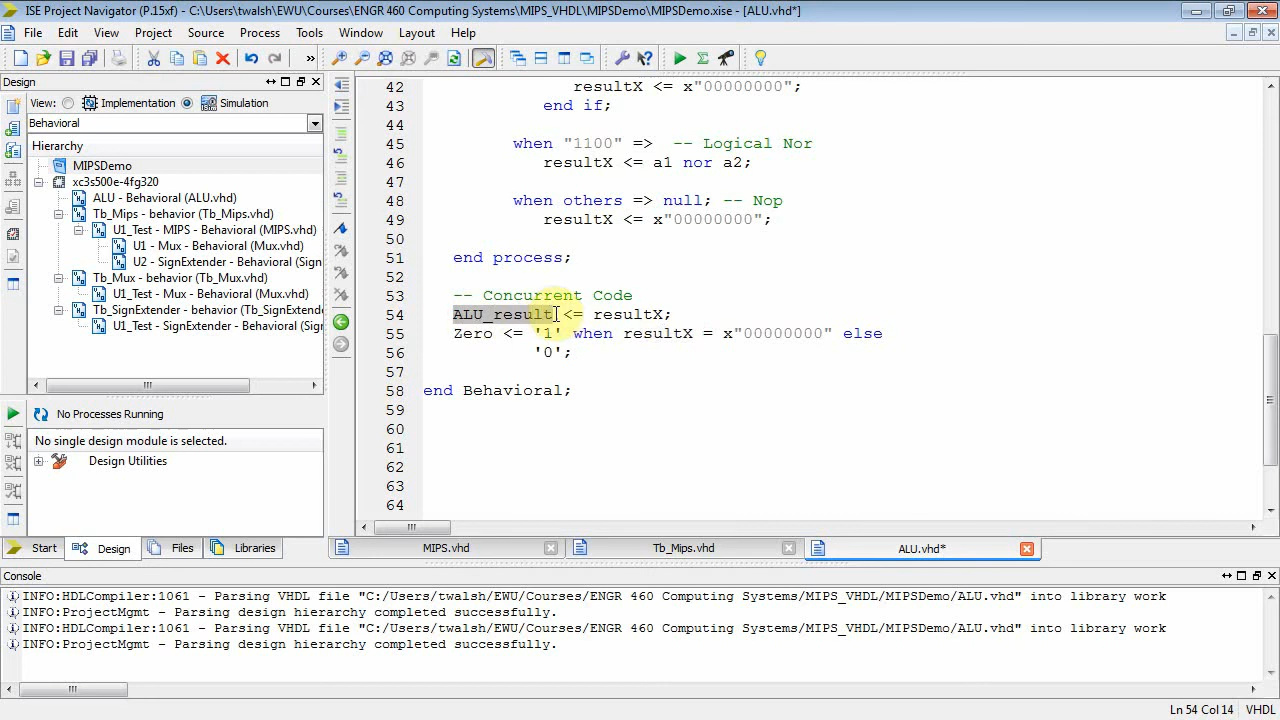 ISE Project Navigator (P.15xf) - C:\Users\twalsh\EWU\Courses\ENGR 460 Computing Systems\MIPS_VHDL\MIPSDemo\MIPSDemo.xise - [ALU.vhd*]
File Edit View Project Source Process Tools Window Layout Help
Design
View: Implementation Simulation
Behavioral
Hierarchy
MIPSDemo
xc3s500e-4fg320
ALU - Behavioral (ALU.vhd)
Tb_Mips - behavior (Tb_Mips.vhd)
U1_Test - MIPS - Behavioral (MIPS.vhd)
U1 - Mux - Behavioral (Mux.vhd)
U2 - SignExtender - Behavioral (Sign
Tb_Mux - behavior (Tb_Mux.vhd)
U1_Test - Mux - Behavioral (Mux.vhd)
Tb_SignExtender - behavior (Tb_SignExten
U1_Test - SignExtender - Behavioral (Sig
No Processes Running
No single design module is selected.
Design Utilities
Start Design Files Libraries
42 resultX <= x"00000000";
43 end if;
44
45 when "1100" => -- Logical Nor
46 resultX <= a1 nor a2;
47
48 when others => null; -- Nop
49 resultX <= x"00000000";
50
51 end process;
52
53 -- Concurrent Code
54 ALU_result <= resultX;
55 Zero <= '1' when resultX = x"00000000" else
56 '0';
57
58 end Behavioral;
59
60
61
62
63
64
MIPS.vhd Tb_Mips.vhd ALU.vhd*
Console
INFO:HDLCompiler:1061 - Parsing VHDL file "C:/Users/twalsh/EWU/Courses/ENGR 460 Computing Systems/MIPS_VHDL/MIPSDemo/ALU.vhd" into library work
INFO:ProjectMgmt - Parsing design hierarchy completed successfully.
INFO:HDLCompiler:1061 - Parsing VHDL file "C:/Users/twalsh/EWU/Courses/ENGR 460 Computing Systems/MIPS_VHDL/MIPSDemo/ALU.vhd" into library work
INFO:ProjectMgmt - Parsing design hierarchy completed successfully.
Ln 54 Col 14 VHDL